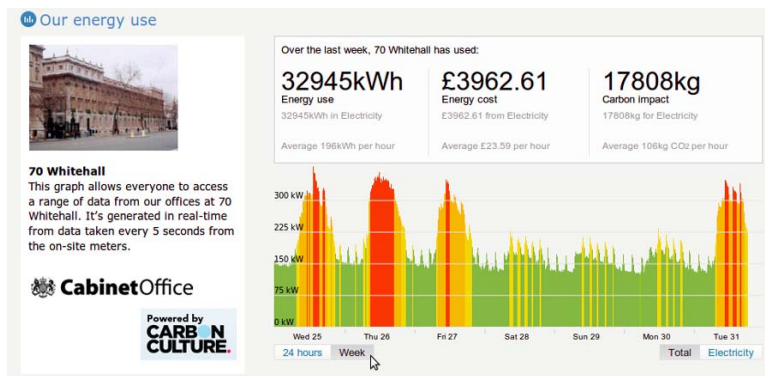 Our energy use
70 Whitehall
This graph allows everyone to access
a range of data from our offices at 70
Whitehall. It's generated in real-time
from data taken every 5 seconds from
the on-site meters.
CabinetOffice
Powered by
CARBON
CULTURE.
Over the last week, 70 Whitehall has used:
32945kWh £3962.61 17808kg
Energy use Energy cost Carbon impact
32945kWh in Electricity £3962.61 from Electricity 17808kg for Electricity
Average 196kWh per hour Average £23.59 per hour Average 106kg CO2 per hour
300 kW
225 kW
150 kW
75 kW
0 kW
Wed 25 Thu 26 Fri 27 Sat 28 Sun 29 Mon 30 Tue 31
24 hours Week Total Electricity